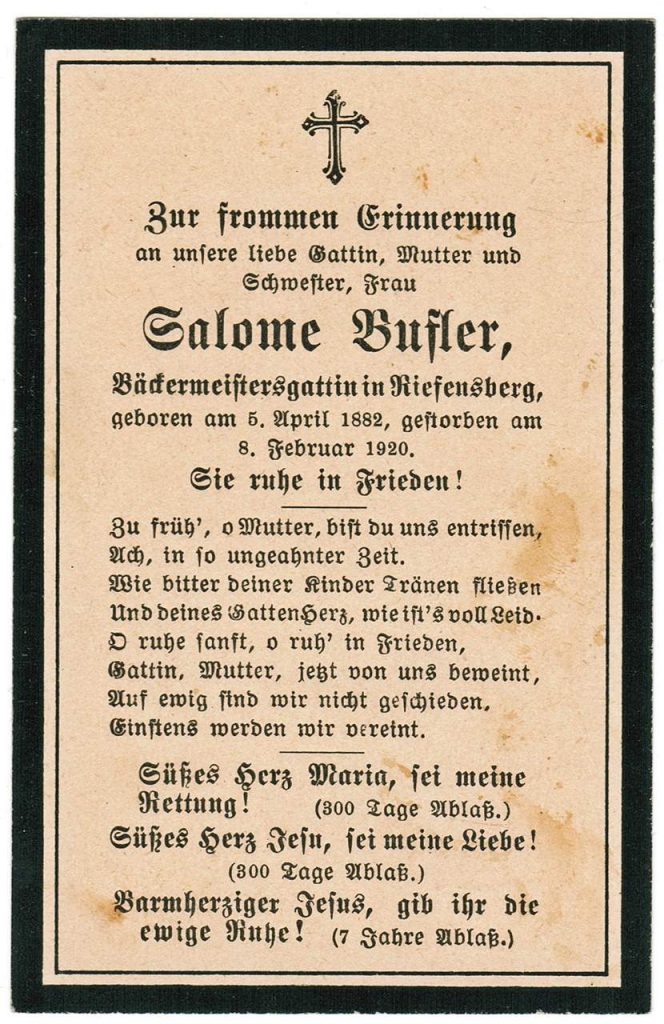 Zur frommen Erinnerung
an unsere liebe Gattin, Mutter und
Schwester, Frau
Salome Bufler,
Bäckermeistersgattin in Riefensberg,
geboren am 5. April 1882, gestorben am
8. Februar 1920.
Sie ruhe in Frieden!
Zu früh', o Mutter, bist du uns entrissen,
Ach, in so ungeahnter Zeit.
Wie bitter deiner Kinder Tränen fließen
Und deines Gatten Herz, wie ist's voll Leid.
O ruhe sanft, o ruh' in Frieden,
Gattin, Mutter, jetzt von uns beweint,
Auf ewig sind wir nicht geschieden.
Einstens werden wir vereint.
Süßes Herz Maria, sei meine
Rettung! (300 Tage Ablaß.)
Süßes Herz Jesu, sei meine Liebe!
(300 Tage Ablaß.)
Barmherziger Jesus, gib ihr die
ewige Ruhe! (7 Jahre Ablaß.)